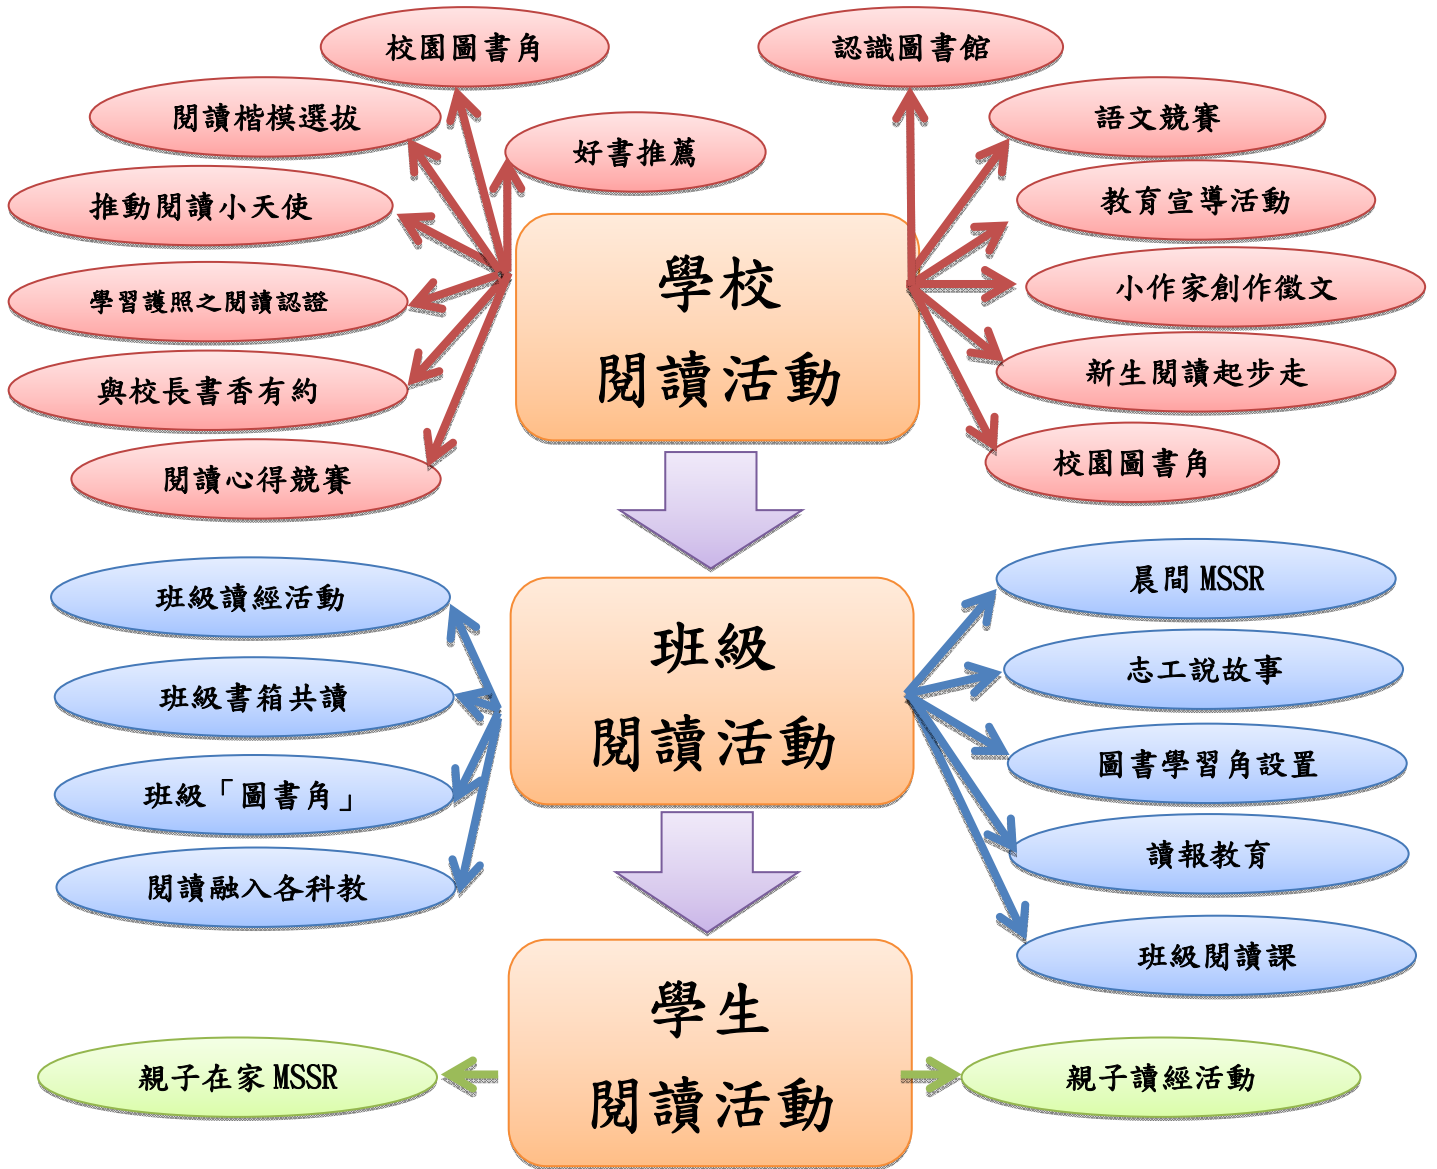 校園圖書角
認識圖書館
閱讀楷模選拔
好書推薦
語文競賽
推動閱讀小天使
教育宣導活動
學習護照之閱讀認證
小作家創作徵文
與校長書香有約
新生閱讀起步走
閱讀心得競賽
校園圖書角
學校
閱讀活動
班級讀經活動
晨間 MSSR
班級書箱共讀
志工說故事
班級「圖書角」
圖書學習角設置
閱讀融入各科教
讀報教育
班級閱讀課
班級
閱讀活動
學生
閱讀活動
親子在家 MSSR
親子讀經活動